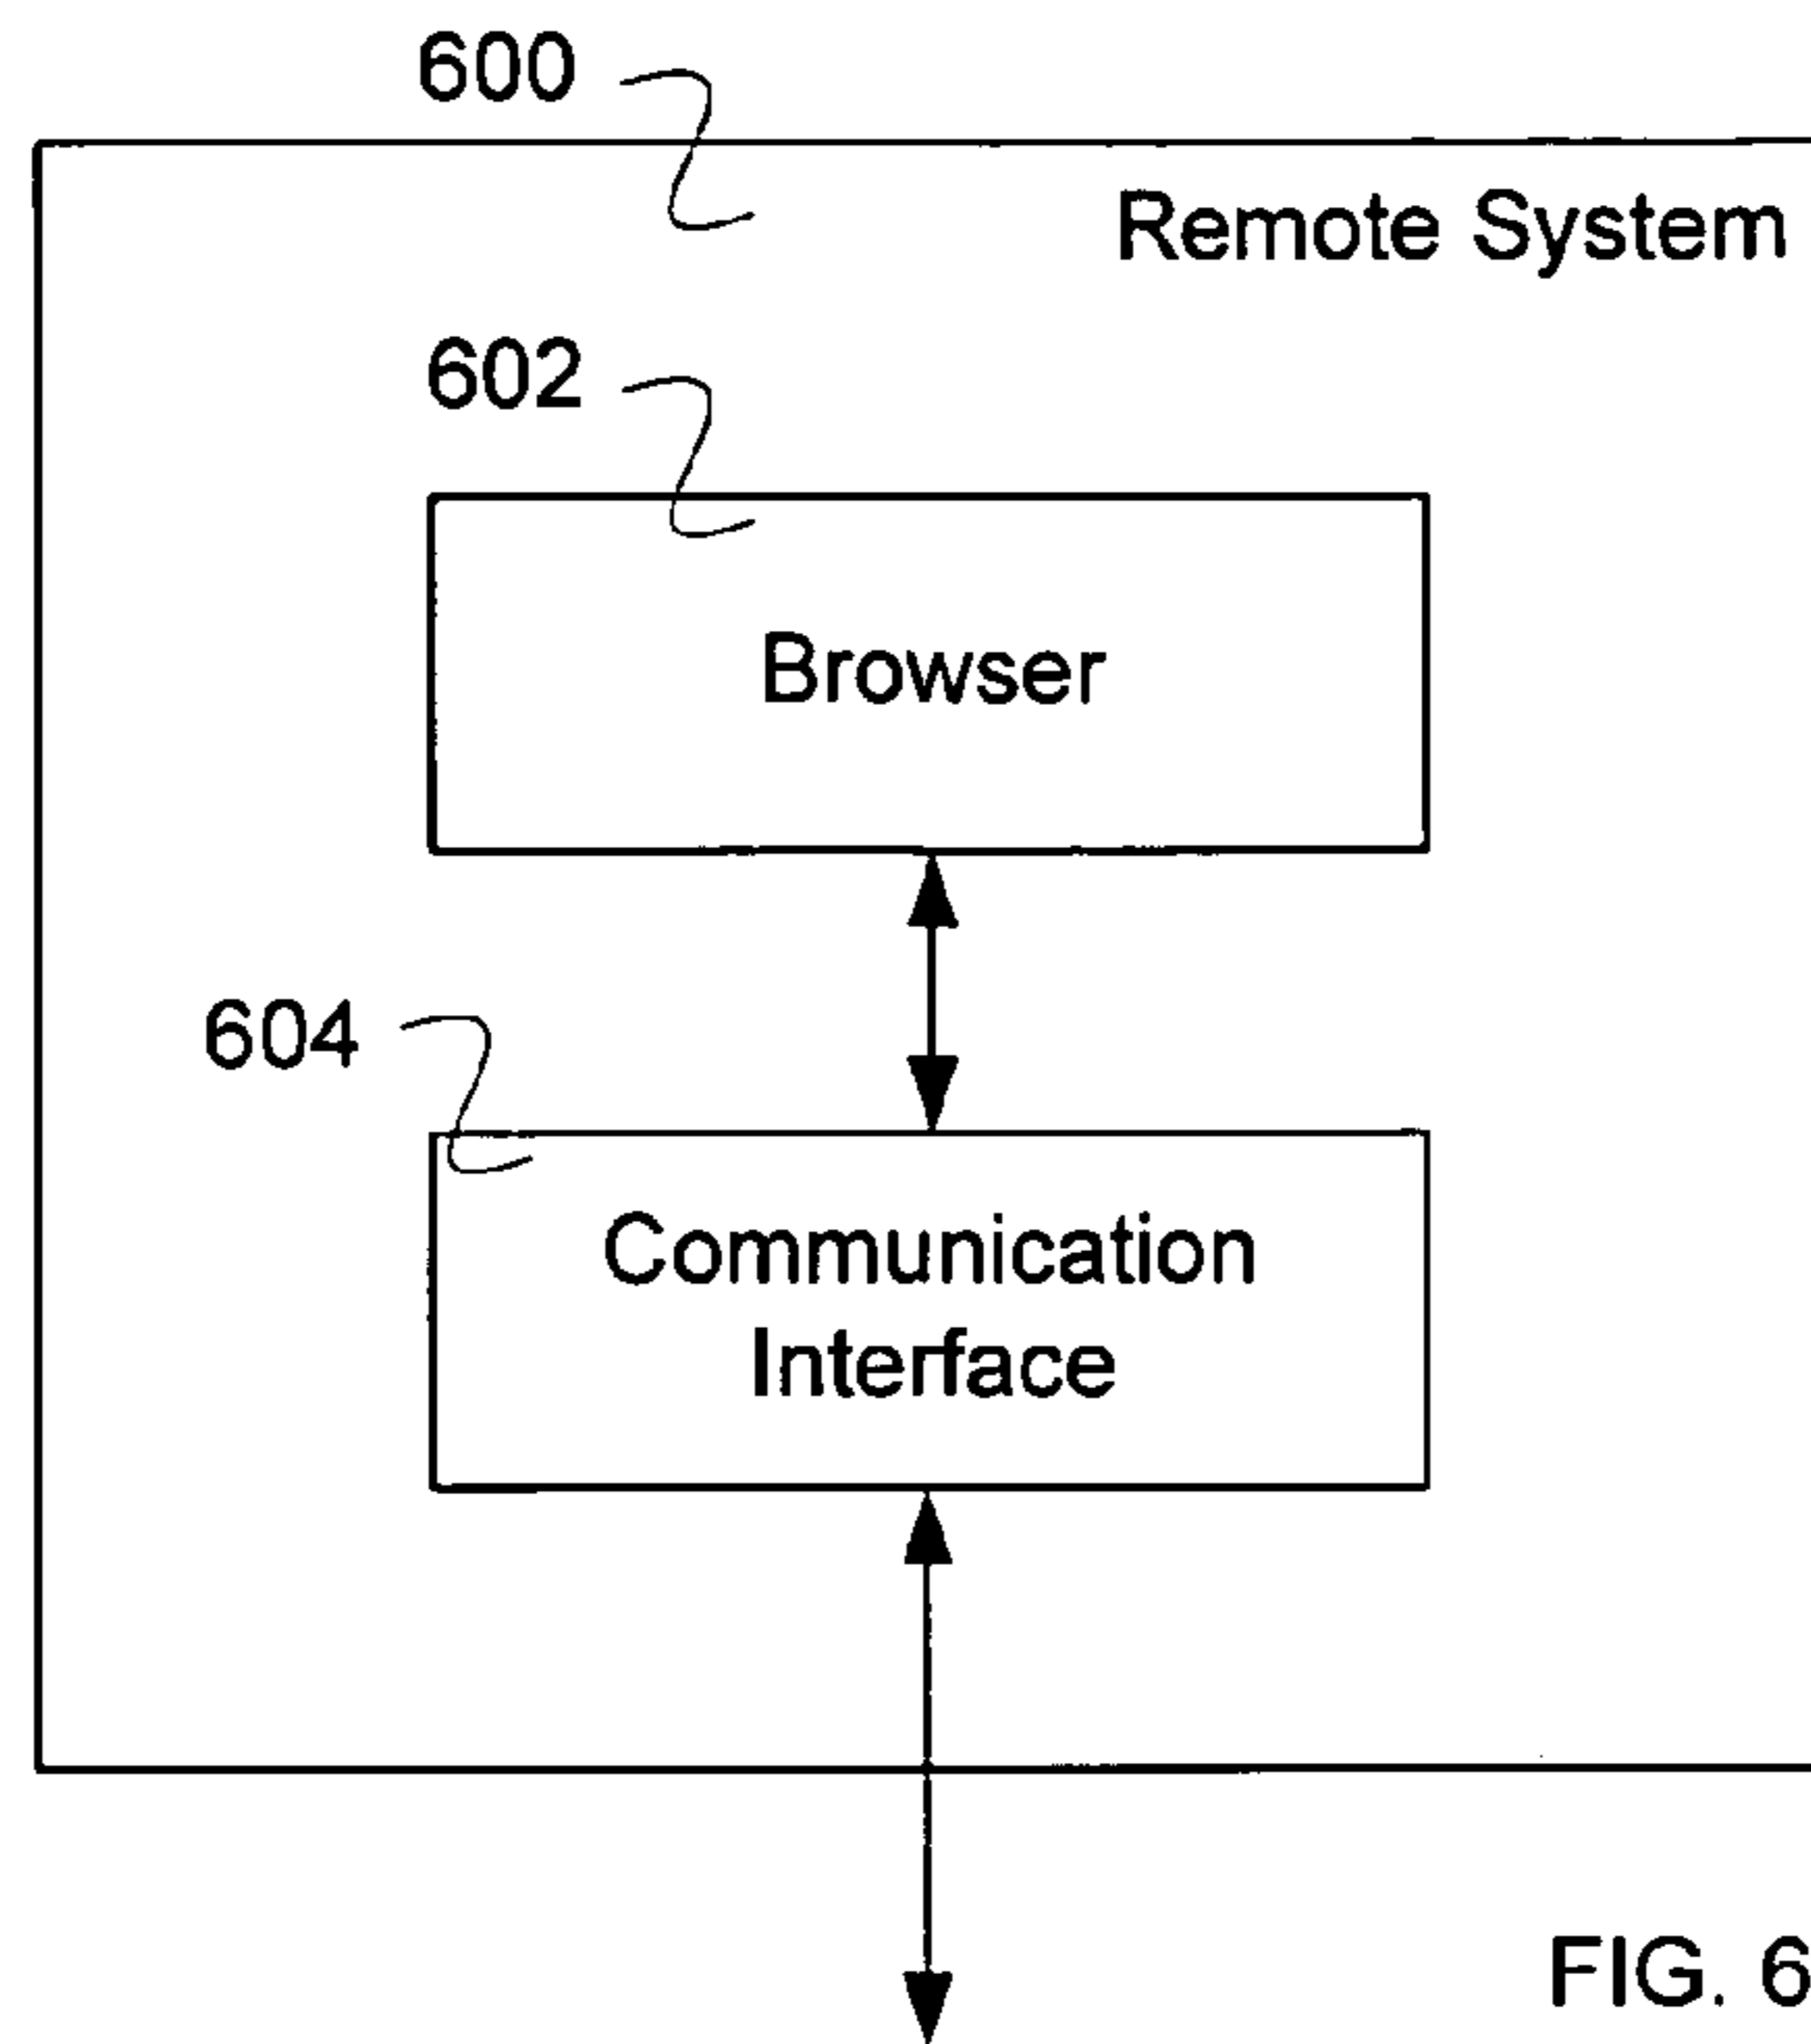 600
Remote System
602
Browser
604
Communication
Interface
FIG. 6